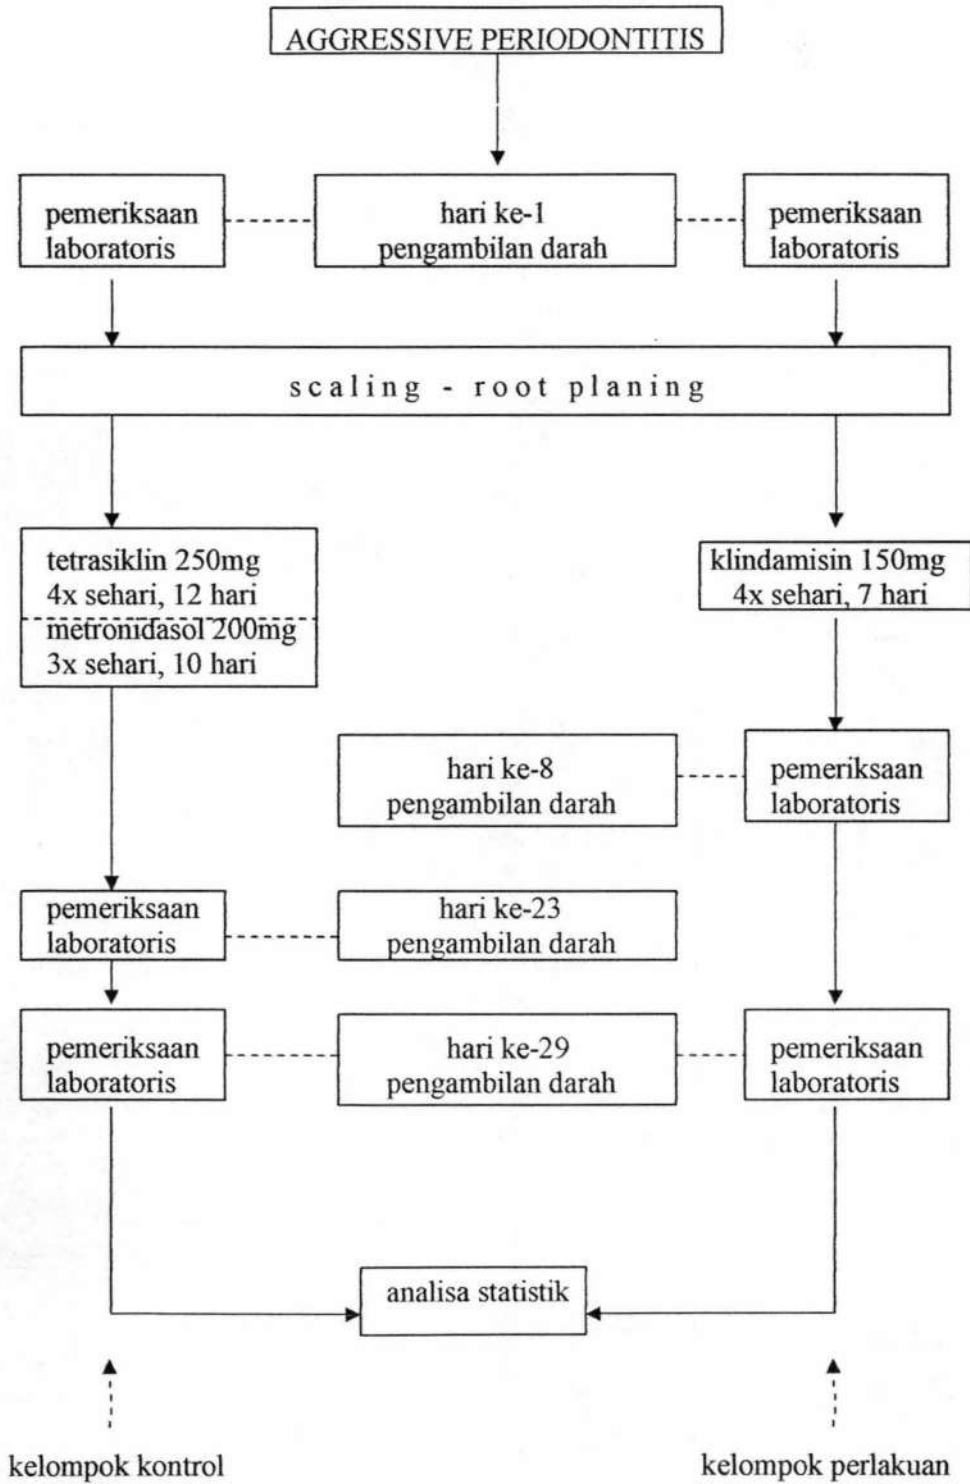 AGGRESSIVE PERIODONTITIS
pemeriksaan
laboratoris
hari ke-1
pengambilan darah
pemeriksaan
laboratoris
scaling - root planing
tetrasiklin 250mg
4x sehari, 12 hari
metronidasol 200mg
3x sehari, 10 hari
klindamisin 150mg
4x sehari, 7 hari
hari ke-8
pengambilan darah
pemeriksaan
laboratoris
pemeriksaan
laboratoris
hari ke-23
pengambilan darah
pemeriksaan
laboratoris
hari ke-29
pengambilan darah
pemeriksaan
laboratoris
analisa statistik
kelompok kontrol
kelompok perlakuan